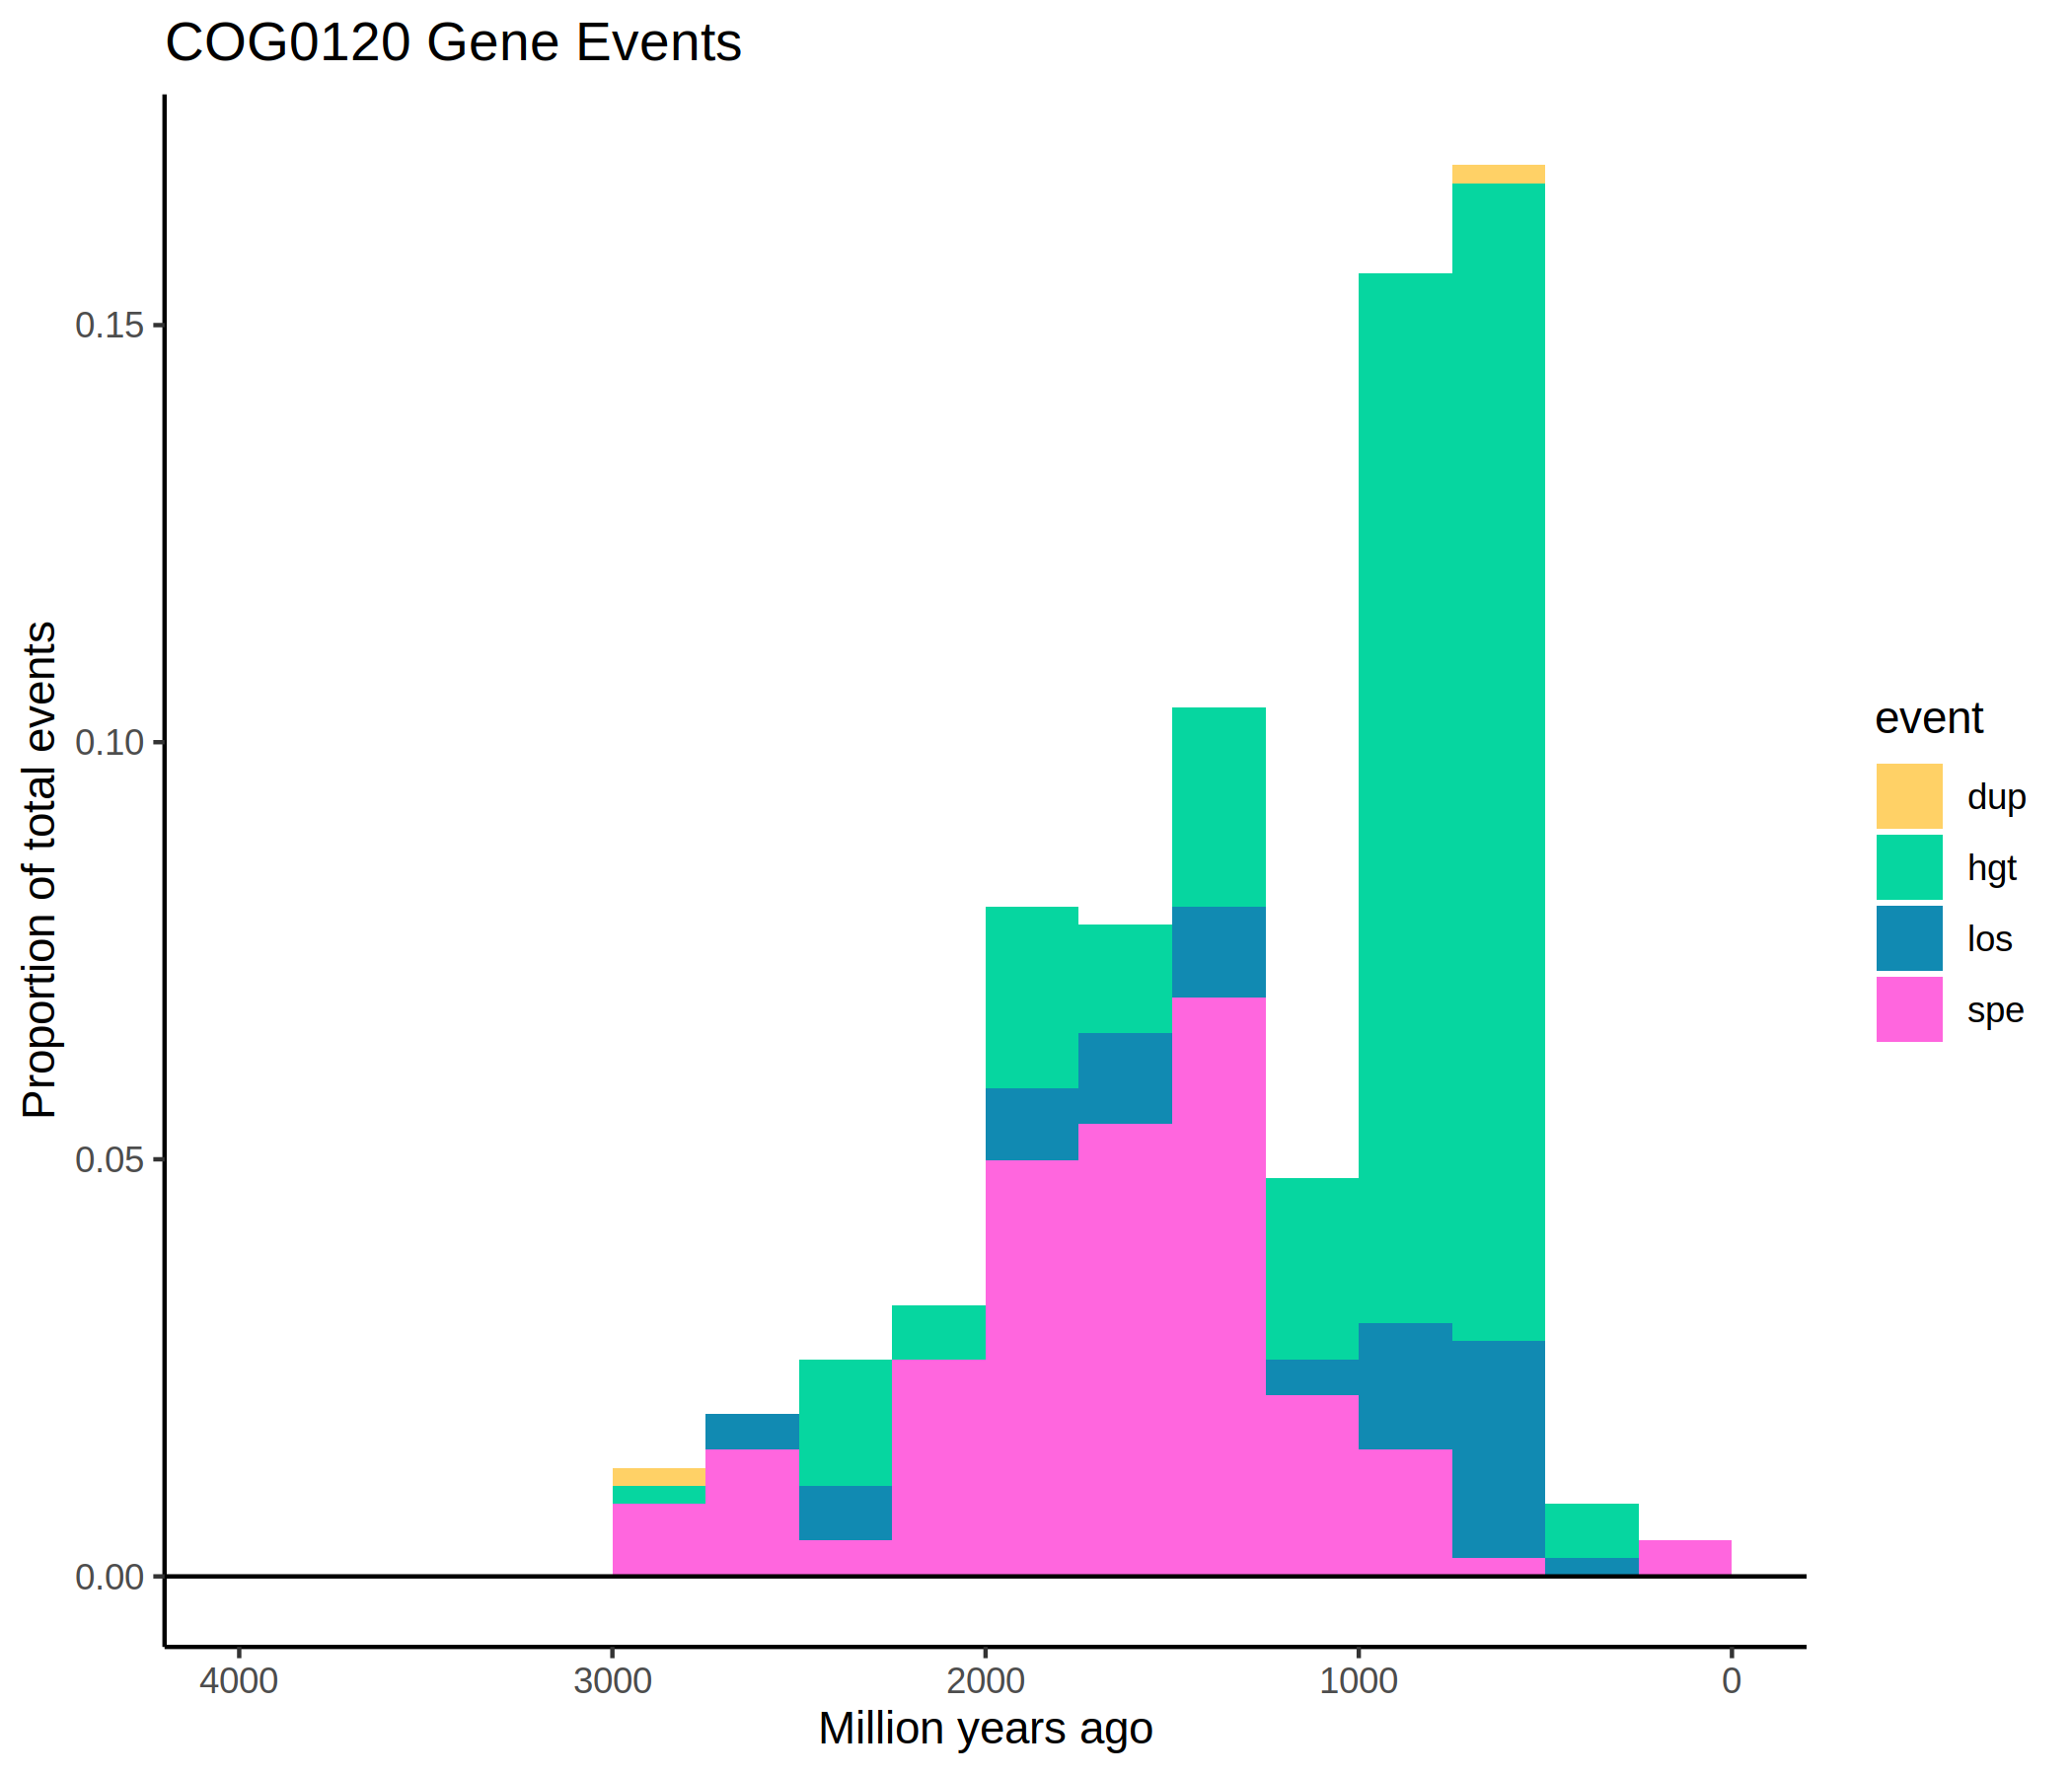 COG0120 Gene Events
Proportion of total events
0.15
0.10
0.05
0.00
4000 3000 2000 1000 0
Million years ago
event
dup
hgt
los
spe